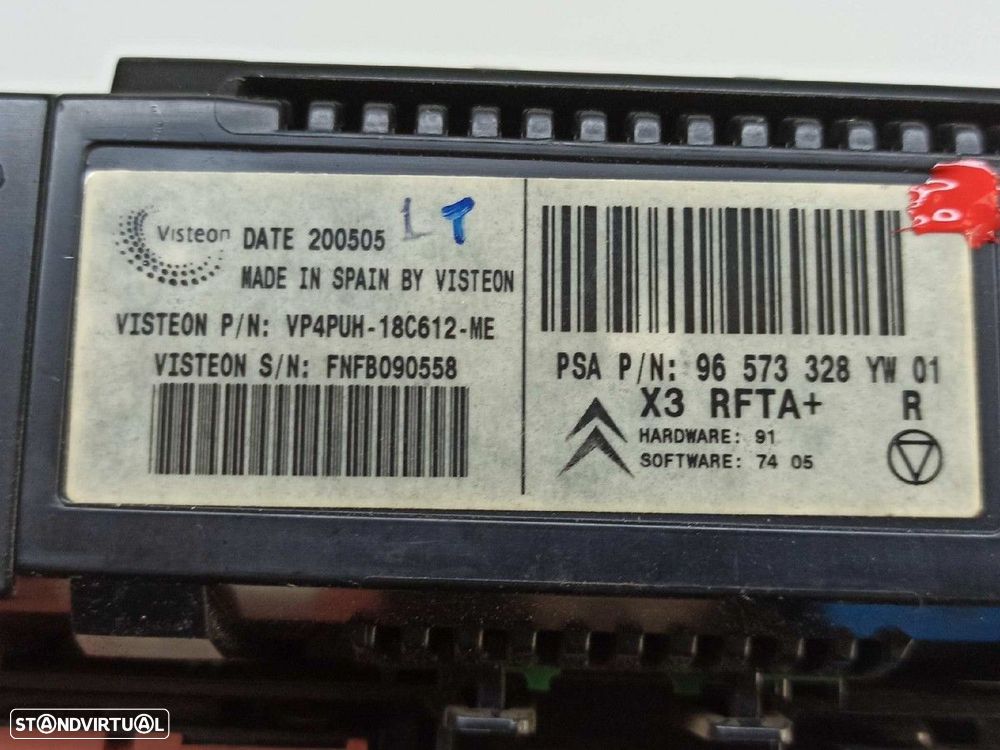 Visteon DATE 200505 LT
MADE IN SPAIN BY VISTEON
VISTEON P/N: VP4PUH-18C612-ME
VISTEON S/N: FNFB090558
PSA P/N: 96 573 328 YW 01
X3 RFTA+ R
HARDWARE: 91
SOFTWARE: 74 05
STANDVIRTUAL